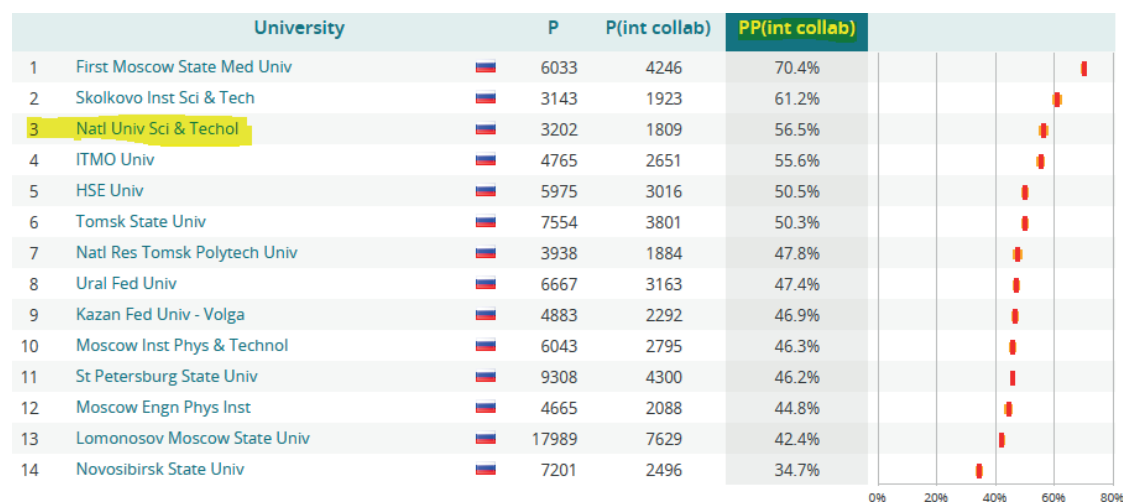 University P P(int collab) PP(int collab)
1 First Moscow State Med Univ 6033 4246 70.4%
2 Skolkovo Inst Sci & Tech 3143 1923 61.2%
3 Natl Univ Sci & Techol 3202 1809 56.5%
4 ITMO Univ 4765 2651 55.6%
5 HSE Univ 5975 3016 50.5%
6 Tomsk State Univ 7554 3801 50.3%
7 Natl Res Tomsk Polytech Univ 3938 1884 47.8%
8 Ural Fed Univ 6667 3163 47.4%
9 Kazan Fed Univ - Volga 4883 2292 46.9%
10 Moscow Inst Phys & Technol 6043 2795 46.3%
11 St Petersburg State Univ 9308 4300 46.2%
12 Moscow Engn Phys Inst 4665 2088 44.8%
13 Lomonosov Moscow State Univ 17989 7629 42.4%
14 Novosibirsk State Univ 7201 2496 34.7%
0% 20% 40% 60% 80%